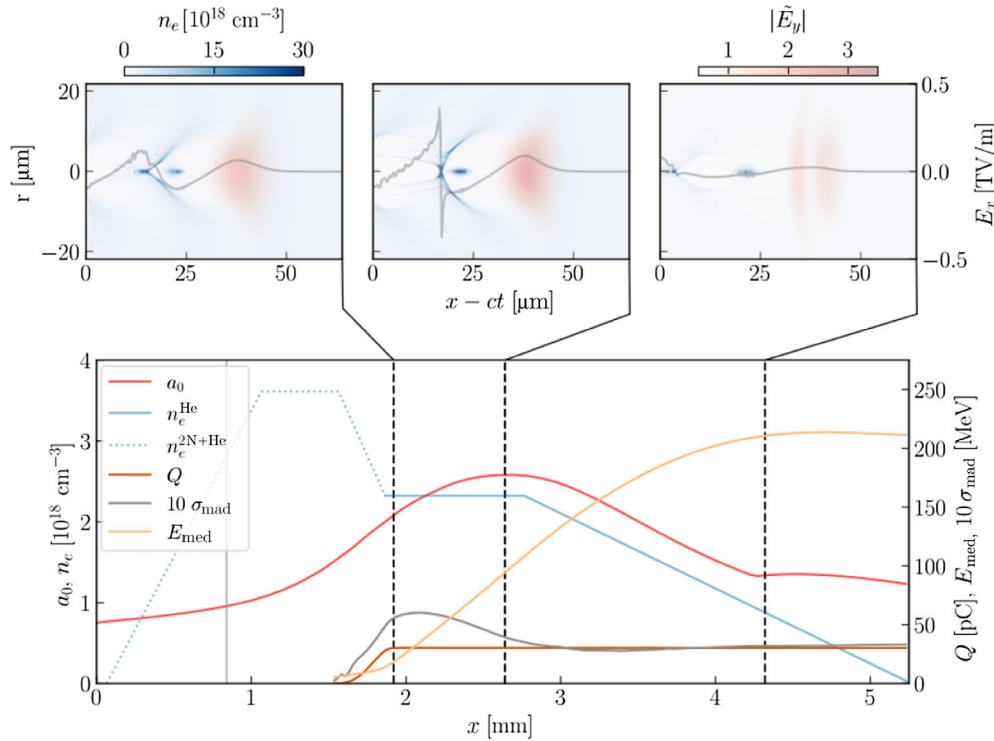 n_e [10^18 cm^−3]
0 15 30
|Ẽ_y|
1 2 3
20
0
−20
r [μm]
0 25 50
0 25 50
0 25 50
x − ct [μm]
0.5
0.0
−0.5
E_x [TV/m]
4
3
2
1
0
a_0, n_e [10^18 cm^−3]
a_0
n_e^He
n_e^2N+He
Q
10 σ_mad
E_med
250
200
150
100
50
0
Q [pC], E_med, 10 σ_mad [MeV]
0 1 2 3 4 5
x [mm]